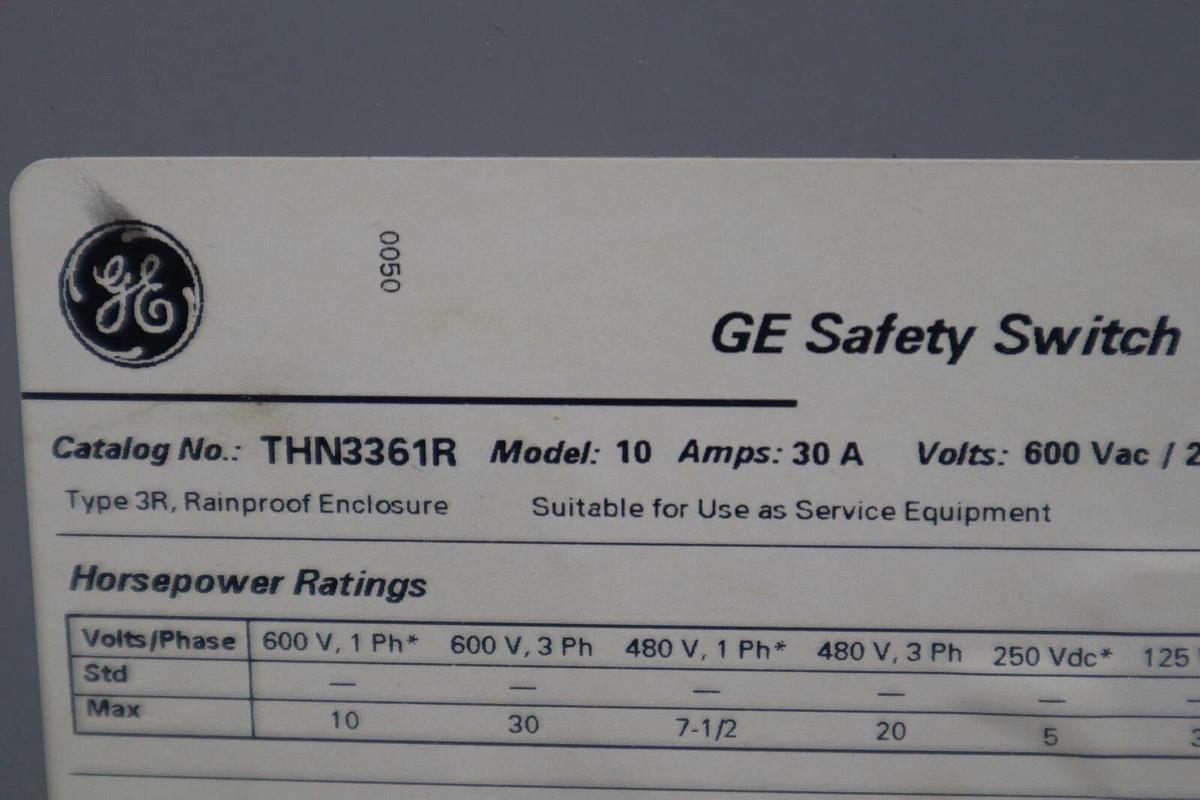 GE
0050
GE Safety Switch
Catalog No.: THN3361R Model: 10 Amps: 30 A Volts: 600 Vac /
Type 3R, Rainproof Enclosure Suitable for Use as Service Equipment
Horsepower Ratings
Volts/Phase 600 V, 1 Ph* 600 V, 3 Ph 480 V, 1 Ph* 480 V, 3 Ph 250 Vdc* 125
Std — — — — —
Max 10 30 7-1/2 20 5